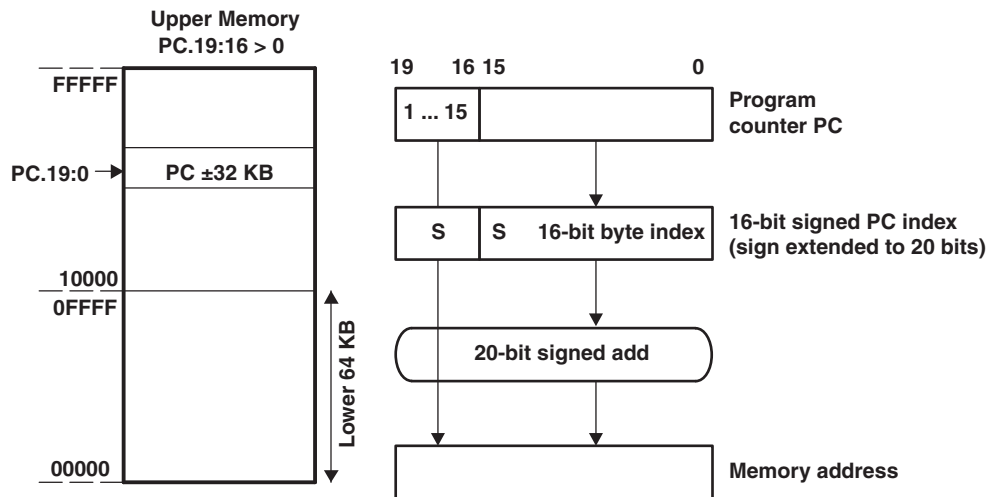 Upper Memory
PC.19:16 > 0
FFFFF
PC.19:0
PC ±32 KB
10000
0FFFF
Lower 64 KB
00000
19 16 15 0
1 ... 15
Program
counter PC
S S 16-bit byte index
16-bit signed PC index
(sign extended to 20 bits)
20-bit signed add
Memory address